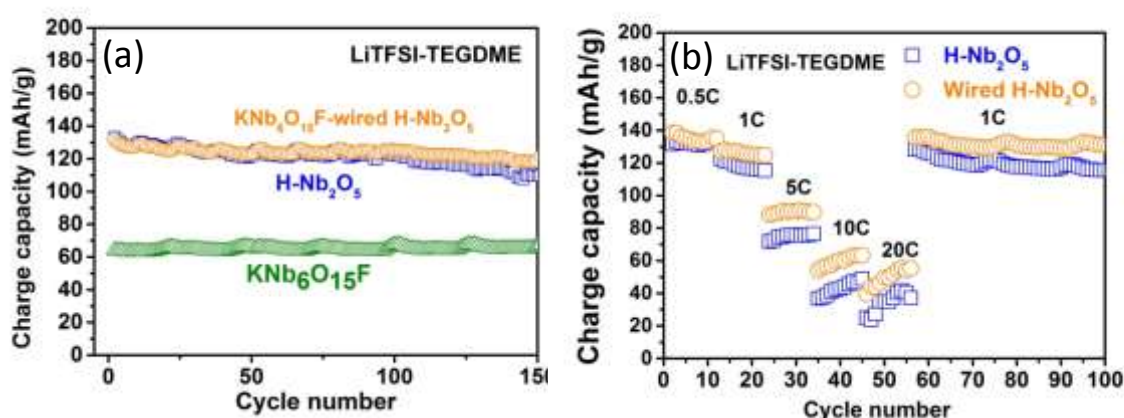 (a)
LiTFSI-TEGDME
KNb₆O₁₅F-wired H-Nb₂O₅
H-Nb₂O₅
KNb₆O₁₅F
Charge capacity (mAh/g)
200
180
160
140
120
100
80
60
40
20
0
0
50
100
150
Cycle number
(b)
LiTFSI-TEGDME
H-Nb₂O₅
Wired H-Nb₂O₅
0.5C
1C
5C
10C
20C
1C
Charge capacity (mAh/g)
200
180
160
140
120
100
80
60
40
20
0
0 10 20 30 40 50 60 70 80 90 100
Cycle number